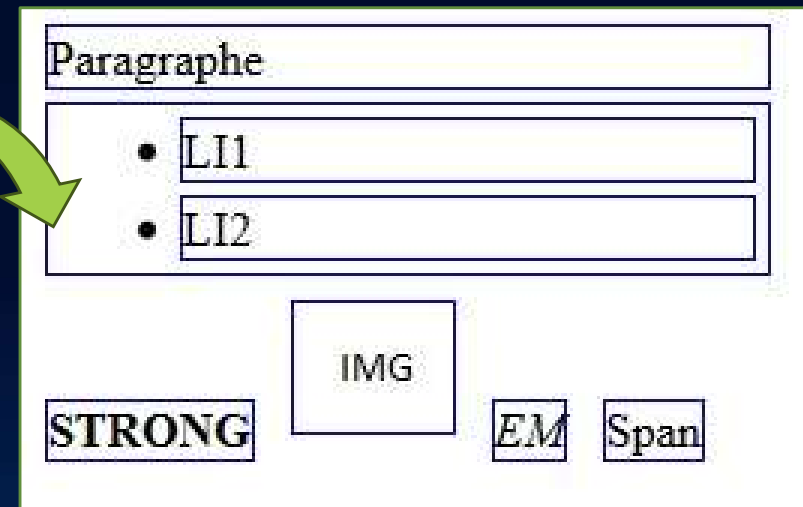 Paragraphe
• LI1
• LI2
STRONG IMG EM Span